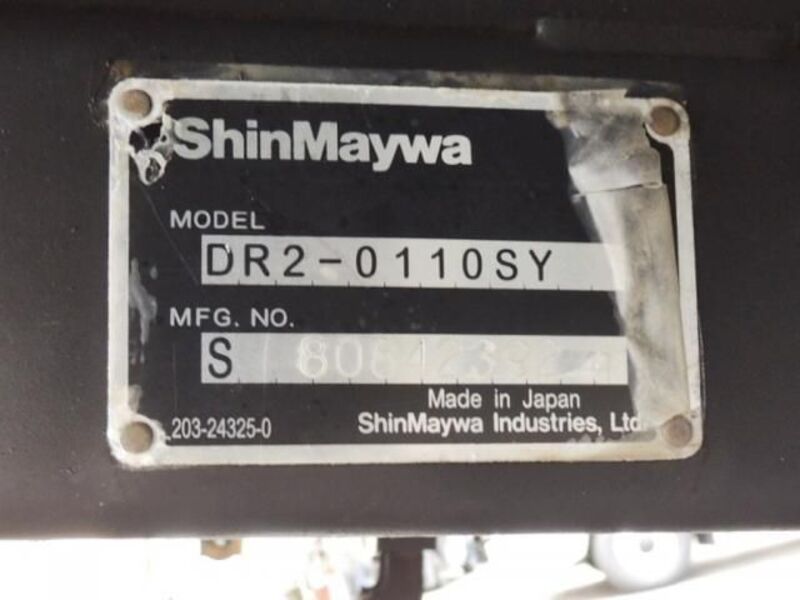 ShinMaywa
MODEL
DR2-0110SY
MFG. NO.
S
Made in Japan
203-24325-0
ShinMaywa Industries, Ltd